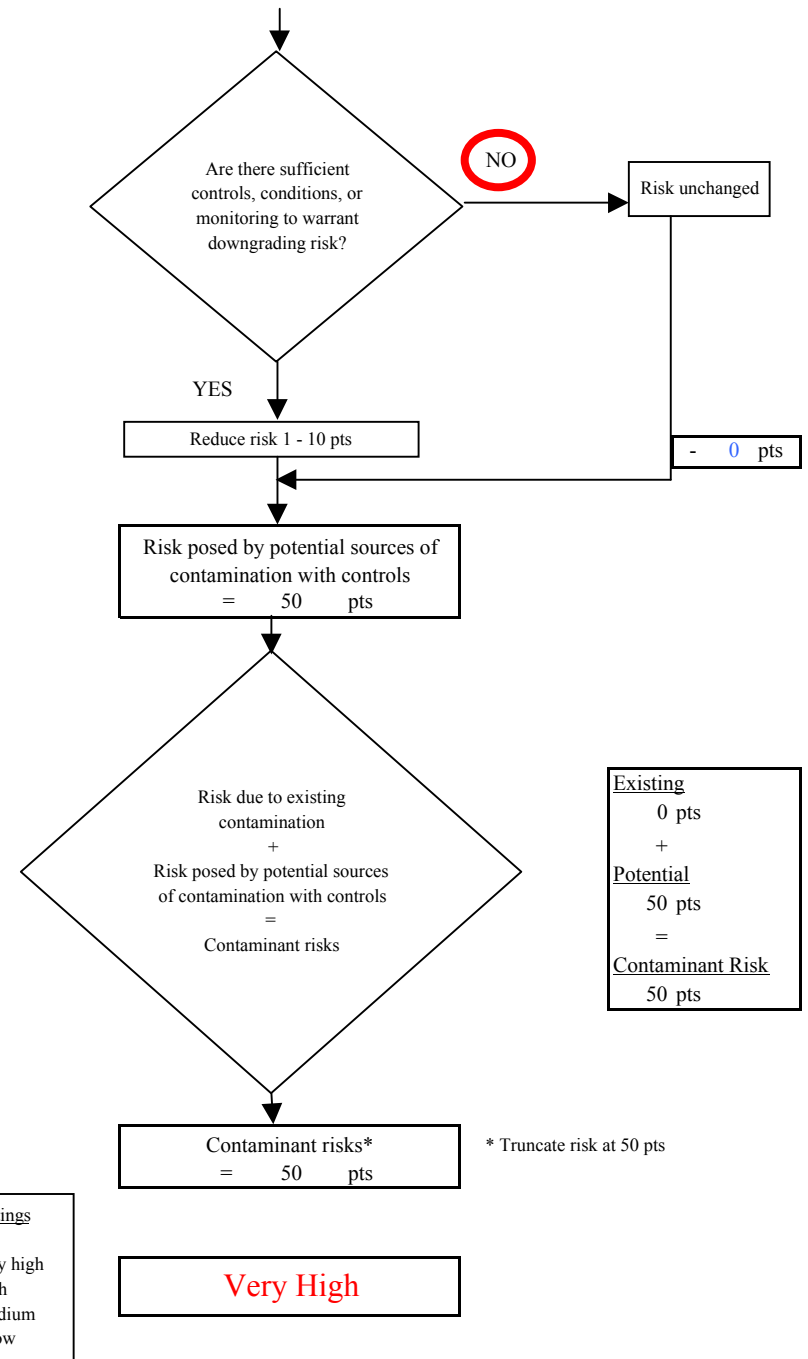 Are there sufficient
controls, conditions, or
monitoring to warrant
downgrading risk?
NO
Risk unchanged
YES
Reduce risk 1 - 10 pts
- 0 pts
Risk posed by potential sources of
contamination with controls
= 50 pts
Risk due to existing
contamination
+
Risk posed by potential sources
of contamination with controls
=
Contaminant risks
Existing
0 pts
+
Potential
50 pts
=
Contaminant Risk
50 pts
Contaminant risks*
= 50 pts
* Truncate risk at 50 pts
high
Very High